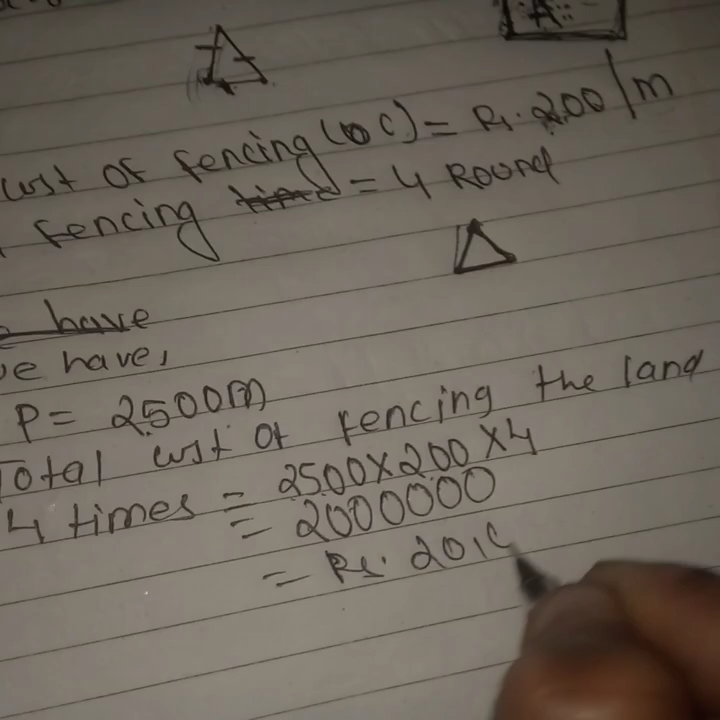 A
cost of fencing (C) = Rs. 200/m
fencing = 4 Round
have
we have,
P = 2500m
Total cost of fencing the land
4 times = 2500×200×4
= 2000000
= Rs. 20,0